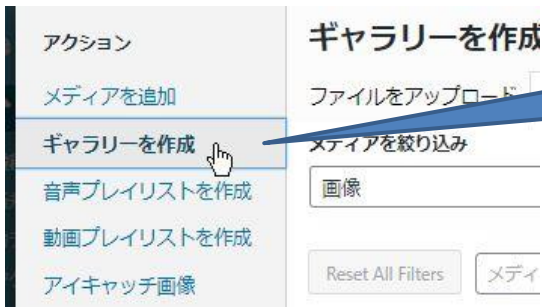 アクション
メディアを追加
ギャラリーを作成
音声プレイリストを作成
動画プレイリストを作成
アイキャッチ画像
ギャラリーを作成
ファイルをアップロード
メディアを絞り込み
画像
Reset All Filters
メディ